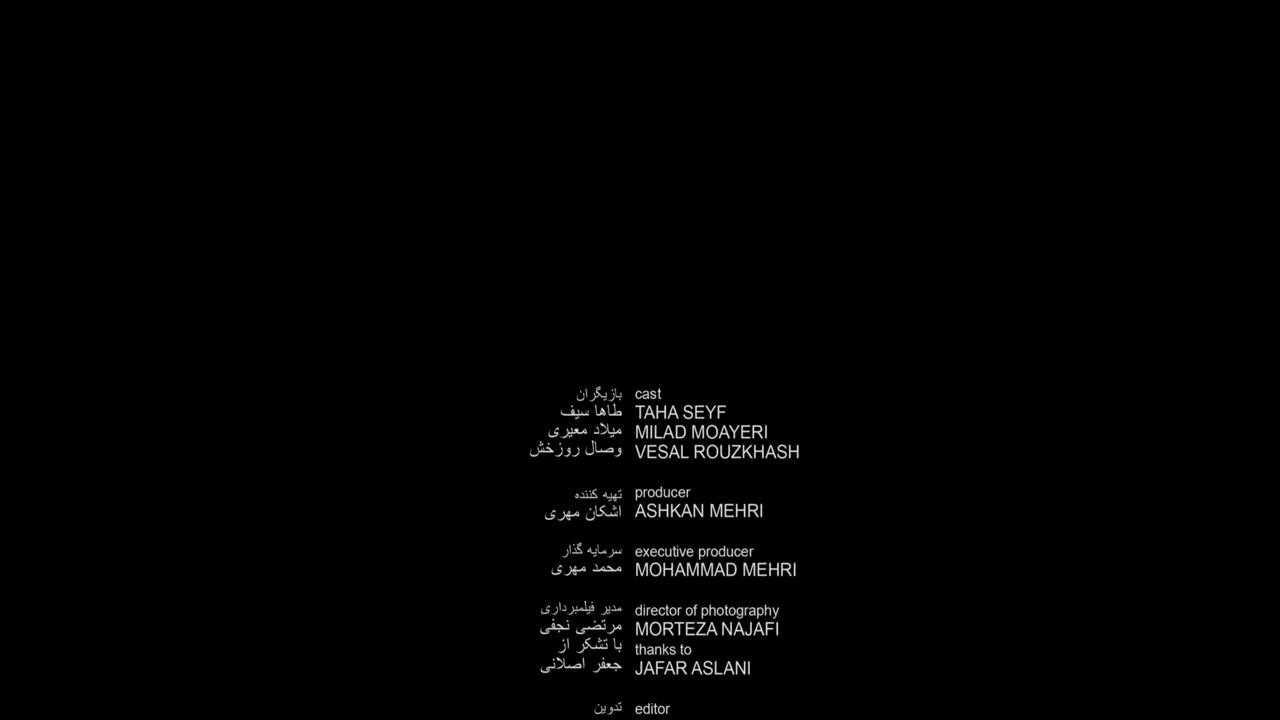 بازیگران cast
طاها سیف TAHA SEYF
میلاد معیری MILAD MOAYERI
وصال روزخش VESAL ROUZKHASH
تهیه کننده producer
اشکان مهری ASHKAN MEHRI
سرمایه گذار executive producer
محمد مهری MOHAMMAD MEHRI
مدیر فیلمبرداری director of photography
مرتضی نجفی MORTEZA NAJAFI
با تشکر از thanks to
جعفر اصلانی JAFAR ASLANI
تدوین editor